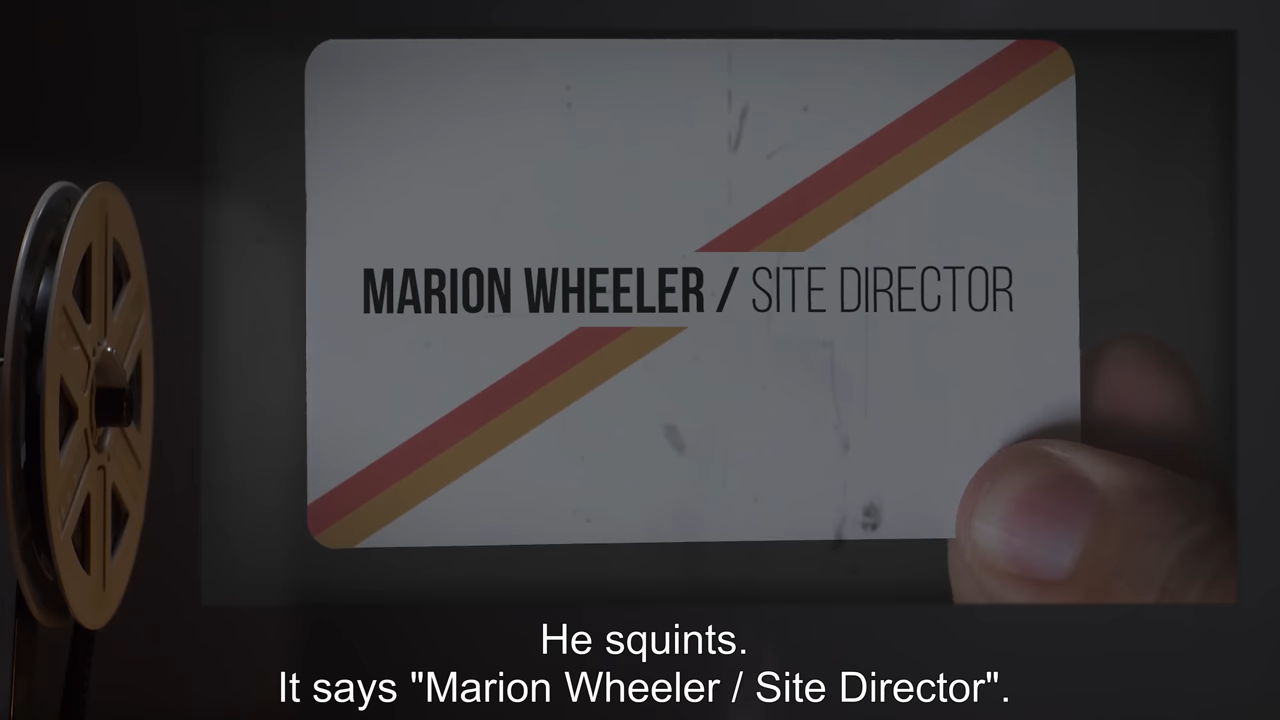 MARION WHEELER / SITE DIRECTOR
He squints.
It says "Marion Wheeler / Site Director".